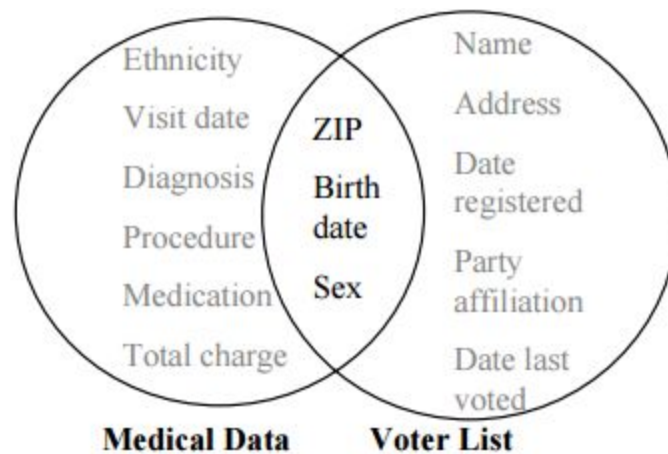 Ethnicity
Visit date
Diagnosis
Procedure
Medication
Total charge
ZIP
Birth
date
Sex
Name
Address
Date
registered
Party
affiliation
Date last
voted
Medical Data
Voter List